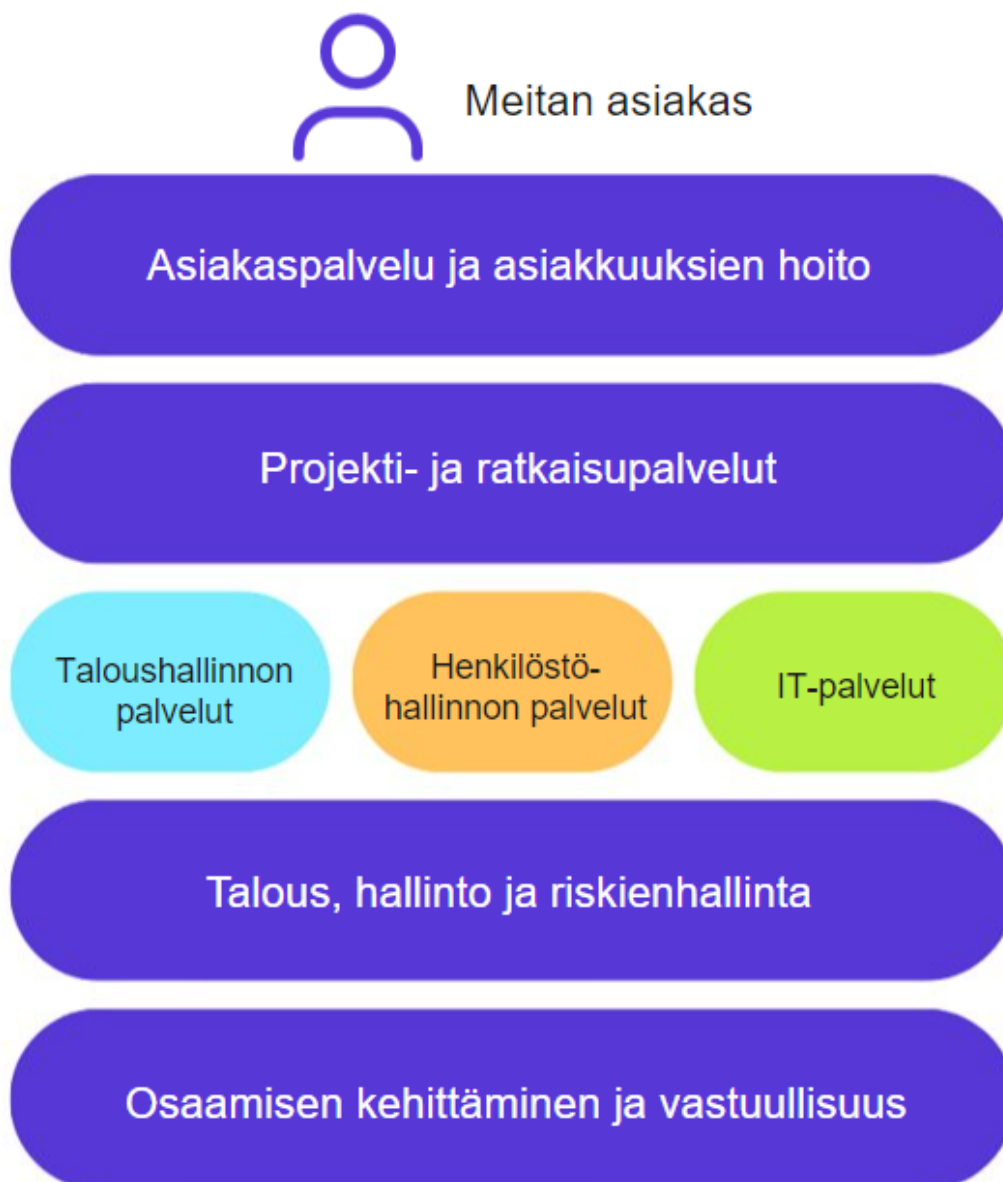 Meitan asiakas
Asiakaspalvelu ja asiakkuuksien hoito
Projekti- ja ratkaisupalvelut
Taloushallinnon
palvelut
Henkilöstö-
hallinnon palvelut
IT-palvelut
Talous, hallinto ja riskienhallinta
Osaamisen kehittäminen ja vastuullisuus